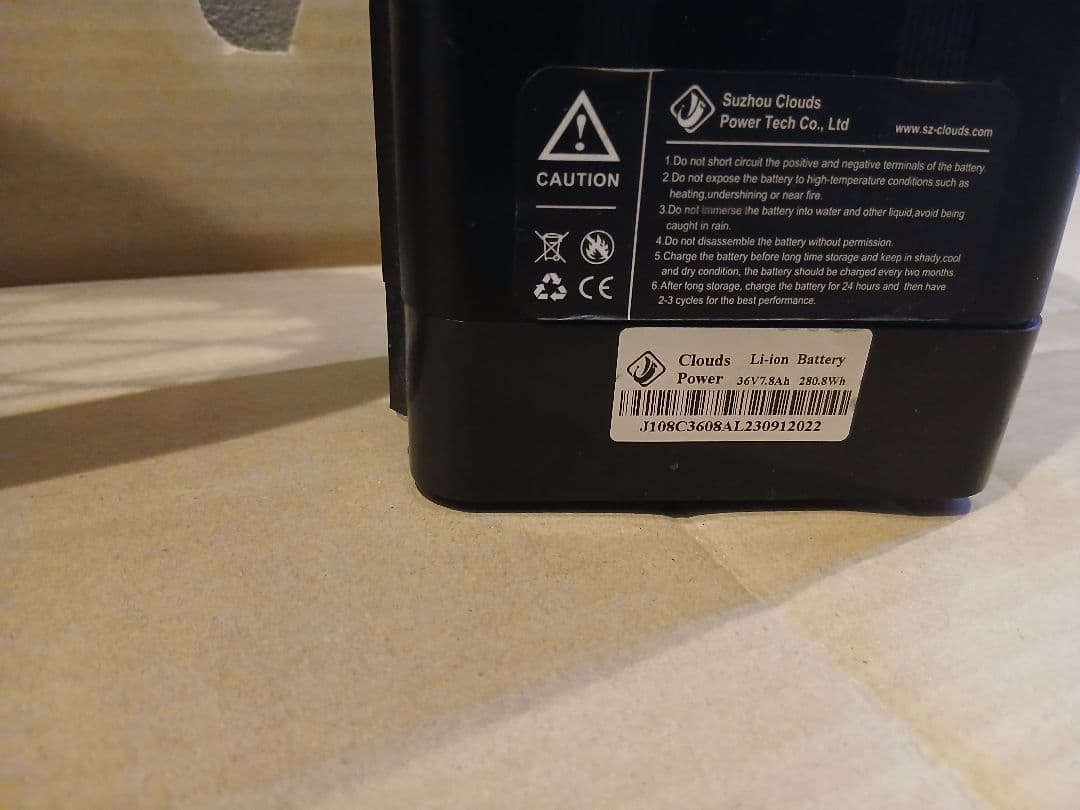 CAUTION
CE
Suzhou Clouds
Power Tech Co., Ltd
www.sz-clouds.com
1.Do not short circuit the positive and negative terminals of the battery.
2.Do not expose the battery to high-temperature conditions.such as
heating,undershining or near fire.
3.Do not immerse the battery into water and other liquid,avoid being
caught in rain.
4.Do not disassemble the battery without permission.
5.Charge the battery before long time storage and keep in shady,cool
and dry condition, the battery should be charged every two months.
6.After long storage, charge the battery for 24 hours and then have
2-3 cycles for the best performance.
Clouds Li-ion Battery
Power 36V7.8Ah 280.8Wh
J108C3608AL230912022